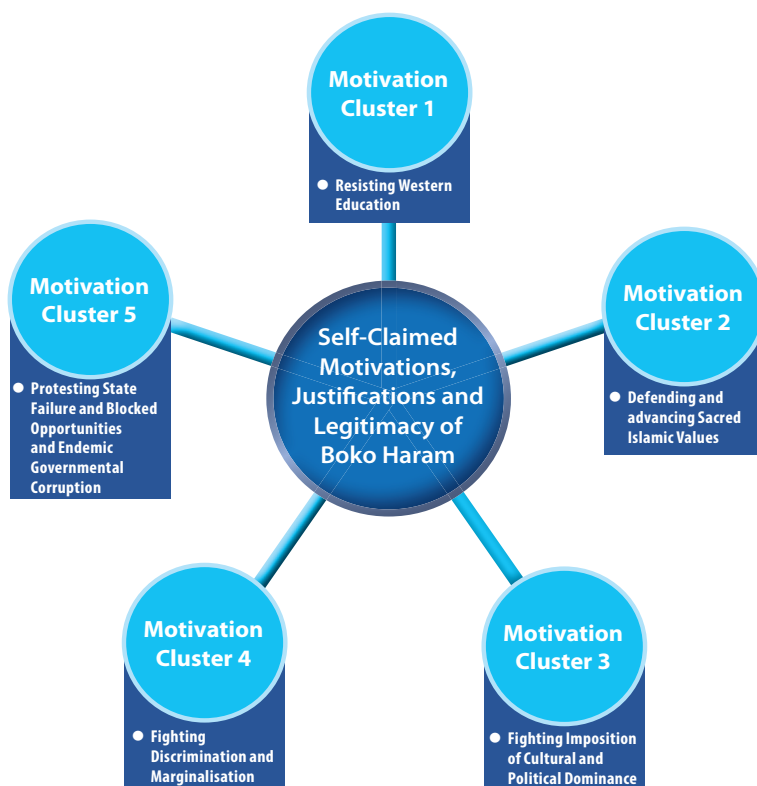 Motivation
Cluster 1
● Resisting Western
Education
Motivation
Cluster 2
● Defending and
advancing Sacred
Islamic Values
Motivation
Cluster 3
● Fighting Imposition
of Cultural and
Political Dominance
Motivation
Cluster 4
● Fighting
Discrimination and
Marginalisation
Motivation
Cluster 5
● Protesting State
Failure and Blocked
Opportunities
and Endemic
Governmental
Corruption
Self-Claimed
Motivations,
Justifications and
Legitimacy of
Boko Haram